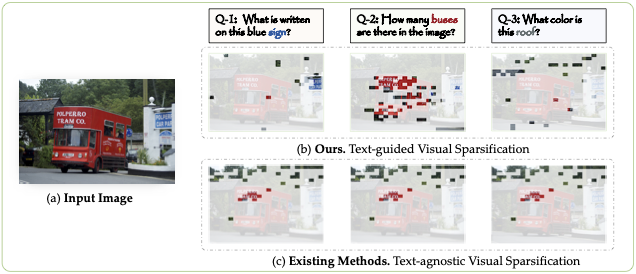 Q-1: What is written
on this blue sign?
Q-2: How many buses
are there in the image?
Q-3: What color is
this roof?
POLPERRO
TRAM CO.
(a) Input Image
(b) Ours. Text-guided Visual Sparsification
(c) Existing Methods. Text-agnostic Visual Sparsification